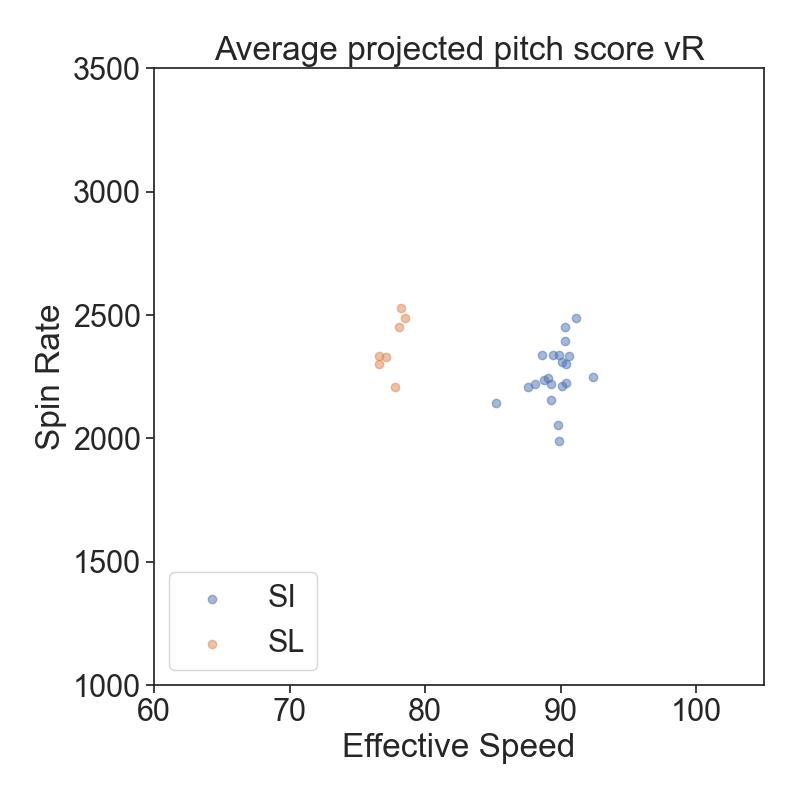 Average projected pitch score vR
3500
3000
2500
2000
1500
1000
Spin Rate
SI
SL
60 70 80 90 100
Effective Speed